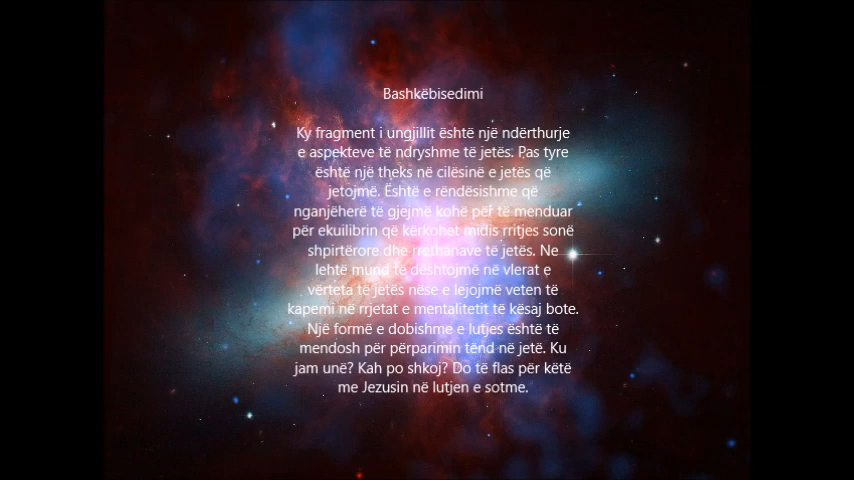 Bashkëbisedimi
Ky fragment i ungjillit është një ndërthurje
e aspekteve të ndryshme të jetës. Pas tyre
është një theks në cilësinë e jetës që
jetojmë. Është e rëndësishme që
nganjëherë të gjejmë kohë për të menduar
për ekuilibrin që kërkohet midis rritjes sonë
shpirtërore dhe rrethanave të jetës. Ne
lehtë mund të dështojmë në vlerat e
vërteta të jetës nëse e lejojmë veten të
kapemi në rrjetat e mentalitetit të kësaj bote.
Një formë e dobishme e lutjes është të
mendosh për përparimin tënd në jetë. Ku
jam unë? Kah po shkoj? Do të flas për këtë
me Jezusin në lutjen e sotme.